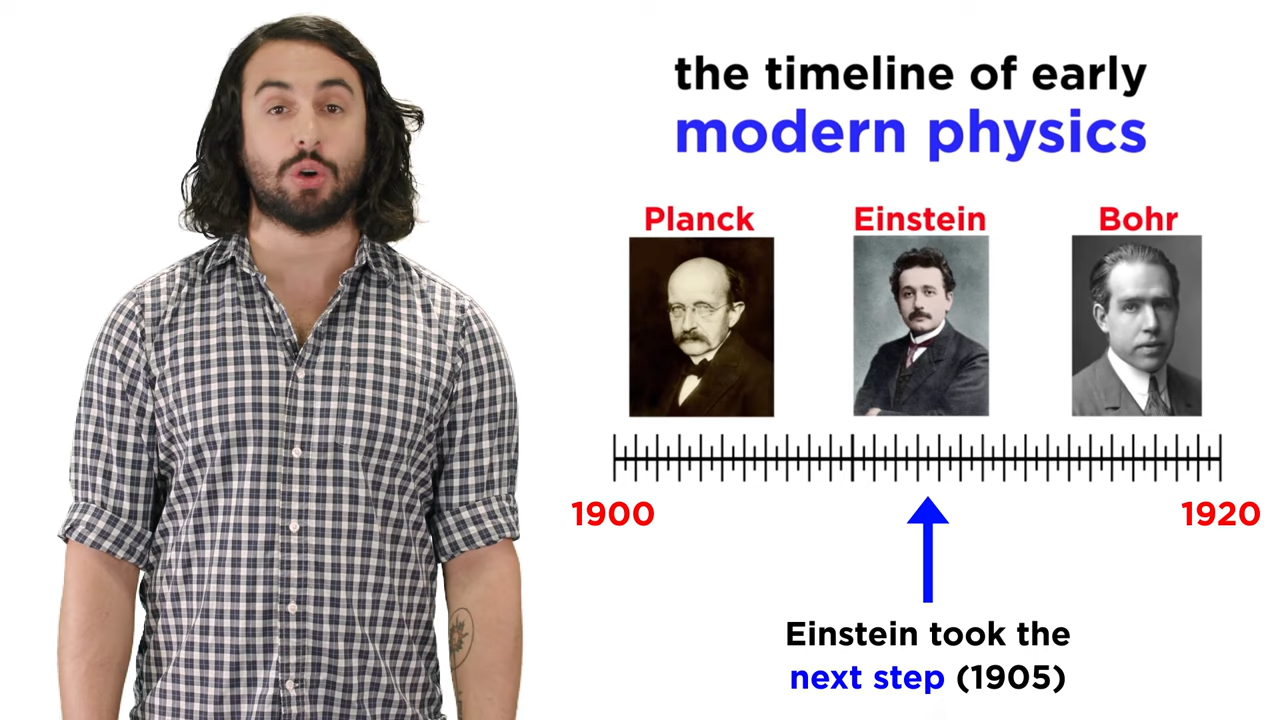 the timeline of early
modern physics
Planck Einstein Bohr
1900 1920
Einstein took the
next step (1905)